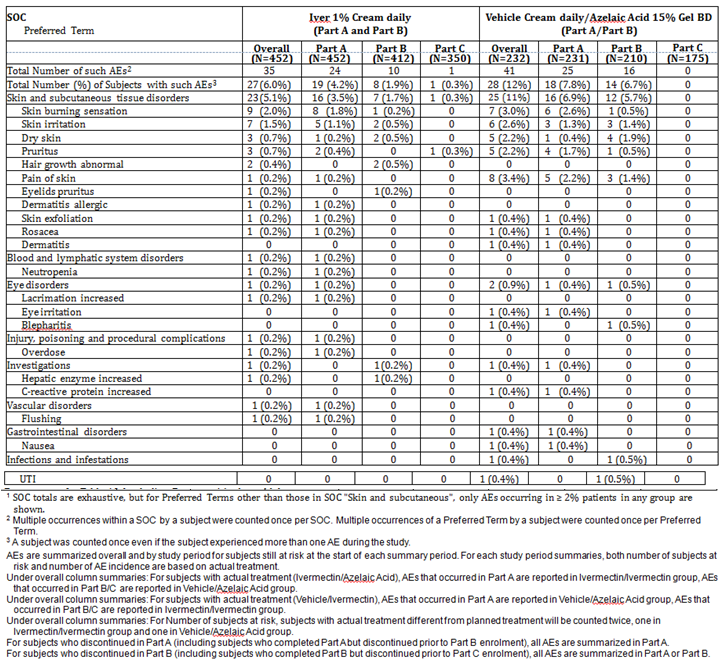 SOC Iver 1% Cream daily Vehicle Cream daily/Azelaic Acid 15% Gel BD
Preferred Term (Part A and Part B) (Part A/Part B)
Overall Part A Part B Part C Overall Part A Part B Part C
(N=452) (N=452) (N=412) (N=350) (N=232) (N=231) (N=210) (N=175)
Total Number of such AEs2 35 24 10 1 41 25 16 0
Total Number (%) of Subjects with such AEs3 27 (6.0%) 19 (4.2%) 8 (1.9%) 1 (0.3%) 28 (12%) 18 (7.8%) 14 (6.7%) 0
Skin and subcutaneous tissue disorders 23 (5.1%) 16 (3.5%) 7 (1.7%) 1 (0.3%) 25 (11%) 16 (6.9%) 12 (5.7%) 0
Skin burning sensation 9 (2.0%) 8 (1.8%) 1 (0.2%) 0 7 (3.0%) 6 (2.6%) 1 (0.5%) 0
Skin irritation 7 (1.5%) 5 (1.1%) 2 (0.5%) 0 6 (2.6%) 3 (1.3%) 3 (1.4%) 0
Dry skin 3 (0.7%) 1 (0.2%) 2 (0.5%) 0 5 (2.2%) 1 (0.4%) 4 (1.9%) 0
Pruritus 3 (0.7%) 2 (0.4%) 0 1 (0.3%) 5 (2.2%) 4 (1.7%) 1 (0.5%) 0
Hair growth abnormal 2 (0.4%) 0 2 (0.5%) 0 0 0 0 0
Pain of skin 1 (0.2%) 1 (0.2%) 0 0 8 (3.4%) 5 (2.2%) 3 (1.4%) 0
Eyelids pruritus 1 (0.2%) 0 1(0.2%) 0 0 0 0 0
Dermatitis allergic 1 (0.2%) 1 (0.2%) 0 0 0 0 0 0
Skin exfoliation 1 (0.2%) 1 (0.2%) 0 0 1 (0.4%) 1 (0.4%) 0 0
Rosacea 1 (0.2%) 1 (0.2%) 0 0 1 (0.4%) 1 (0.4%) 0 0
Dermatitis 0 0 0 0 1 (0.4%) 1 (0.4%) 0 0
Blood and lymphatic system disorders 1 (0.2%) 1 (0.2%) 0 0 0 0 0 0
Neutropenia 1 (0.2%) 1 (0.2%) 0 0 0 0 0 0
Eye disorders 1 (0.2%) 1 (0.2%) 0 0 2 (0.9%) 1 (0.4%) 1 (0.5%) 0
Lacrimation increased 1 (0.2%) 1 (0.2%) 0 0 0 0 0 0
Eye irritation 0 0 0 0 1 (0.4%) 1 (0.4%) 0 0
Blepharitis 0 0 0 0 1 (0.4%) 0 1 (0.5%) 0
Injury, poisoning and procedural complications 1 (0.2%) 1 (0.2%) 0 0 0 0 0 0
Overdose 1 (0.2%) 1 (0.2%) 0 0 0 0 0 0
Investigations 1 (0.2%) 0 1(0.2%) 0 1 (0.4%) 1 (0.4%) 0 0
Hepatic enzyme increased 1 (0.2%) 0 1(0.2%) 0 0 0 0 0
C-reactive protein increased 0 0 0 0 1 (0.4%) 1 (0.4%) 0 0
Vascular disorders 1 (0.2%) 1 (0.2%) 0 0 0 0 0 0
Flushing 1 (0.2%) 1 (0.2%) 0 0 0 0 0 0
Gastrointestinal disorders 0 0 0 0 1 (0.4%) 1 (0.4%) 0 0
Nausea 0 0 0 0 1 (0.4%) 1 (0.4%) 0 0
Infections and infestations 0 0 0 0 1 (0.4%) 0 1 (0.5%) 0
UTI 0 0 0 0 1 (0.4%) 0 1 (0.5%) 0
1 SOC totals are exhaustive, but for Preferred Terms other than those in SOC "Skin and subcutaneous", only AEs occurring in ≥ 2% patients in any group are
shown.
2 Multiple occurrences within a SOC by a subject were counted once per SOC. Multiple occurrences of a Preferred Term by a subject were counted once per Preferred
Term.
3 A subject was counted once even if the subject experienced more than one AE during the study.
AEs are summarized overall and by study period for subjects still at risk at the start of each summary period. For each study period summaries, both number of subjects at
risk and number of AE incidence are based on actual treatment.
Under overall column summaries: For subjects with actual treatment (Ivermectin/Azelaic Acid), AEs that occurred in Part A are reported in Ivermectin/Ivermectin group, AEs
that occurred in Part B/C are reported in Vehicle/Azelaic Acid group.
Under overall column summaries: For subjects with actual treatment (Vehicle/Ivermectin), AEs that occurred in Part A are reported in Vehicle/Azelaic Acid group, AEs that
occurred in Part B/C are reported in Ivermectin/Ivermectin group.
Under overall column summaries: For Number of subjects at risk, subjects with actual treatment different from planned treatment will be counted twice, one in
Ivermectin/Ivermectin group and one in Vehicle/Azelaic Acid group.
For subjects who discontinued in Part A (including subjects who completed Part A but discontinued prior to Part B enrolment), all AEs are summarized in Part A.
For subjects who discontinued in Part B (including subjects who completed Part B but discontinued prior to Part C enrolment), all AEs are summarized in Part A or Part B.